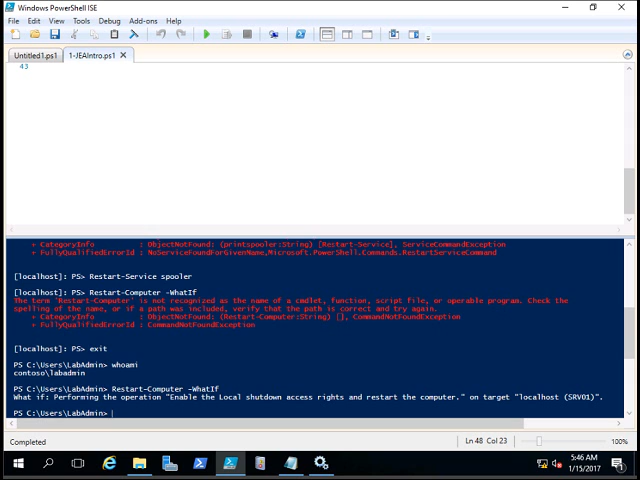 Windows PowerShell ISE
File Edit View Tools Debug Add-ons Help
Untitled1.ps1 1-JEAIntro.ps1 X
43
+ CategoryInfo : ObjectNotFound: (printspooler:String) [Restart-Service], ServiceCommandException
+ FullyQualifiedErrorId : NoServiceFoundForGivenName,Microsoft.PowerShell.Commands.RestartServiceCommand
[localhost]: PS> Restart-Service spooler
[localhost]: PS> Restart-Computer -WhatIf
The term 'Restart-Computer' is not recognized as the name of a cmdlet, function, script file, or operable program. Check the
spelling of the name, or if a path was included, verify that the path is correct and try again.
+ CategoryInfo : ObjectNotFound: (Restart-Computer:String) [], CommandNotFoundException
+ FullyQualifiedErrorId : CommandNotFoundException
[localhost]: PS> exit
PS C:\Users\LabAdmin> whoami
contoso\labadmin
PS C:\Users\LabAdmin> Restart-Computer -WhatIf
What if: Performing the operation "Enable the Local shutdown access rights and restart the computer." on target "localhost (SRV01)".
PS C:\Users\LabAdmin>
Completed Ln 48 Col 23 100%
5:46 AM
1/15/2017